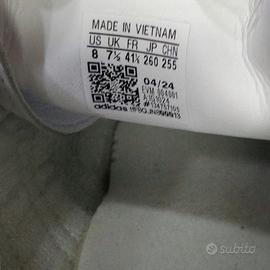 MADE IN VIETNAM
US UK FR JP CHN
8 7½ 41⅓ 260 255
04/24
adidas
subito